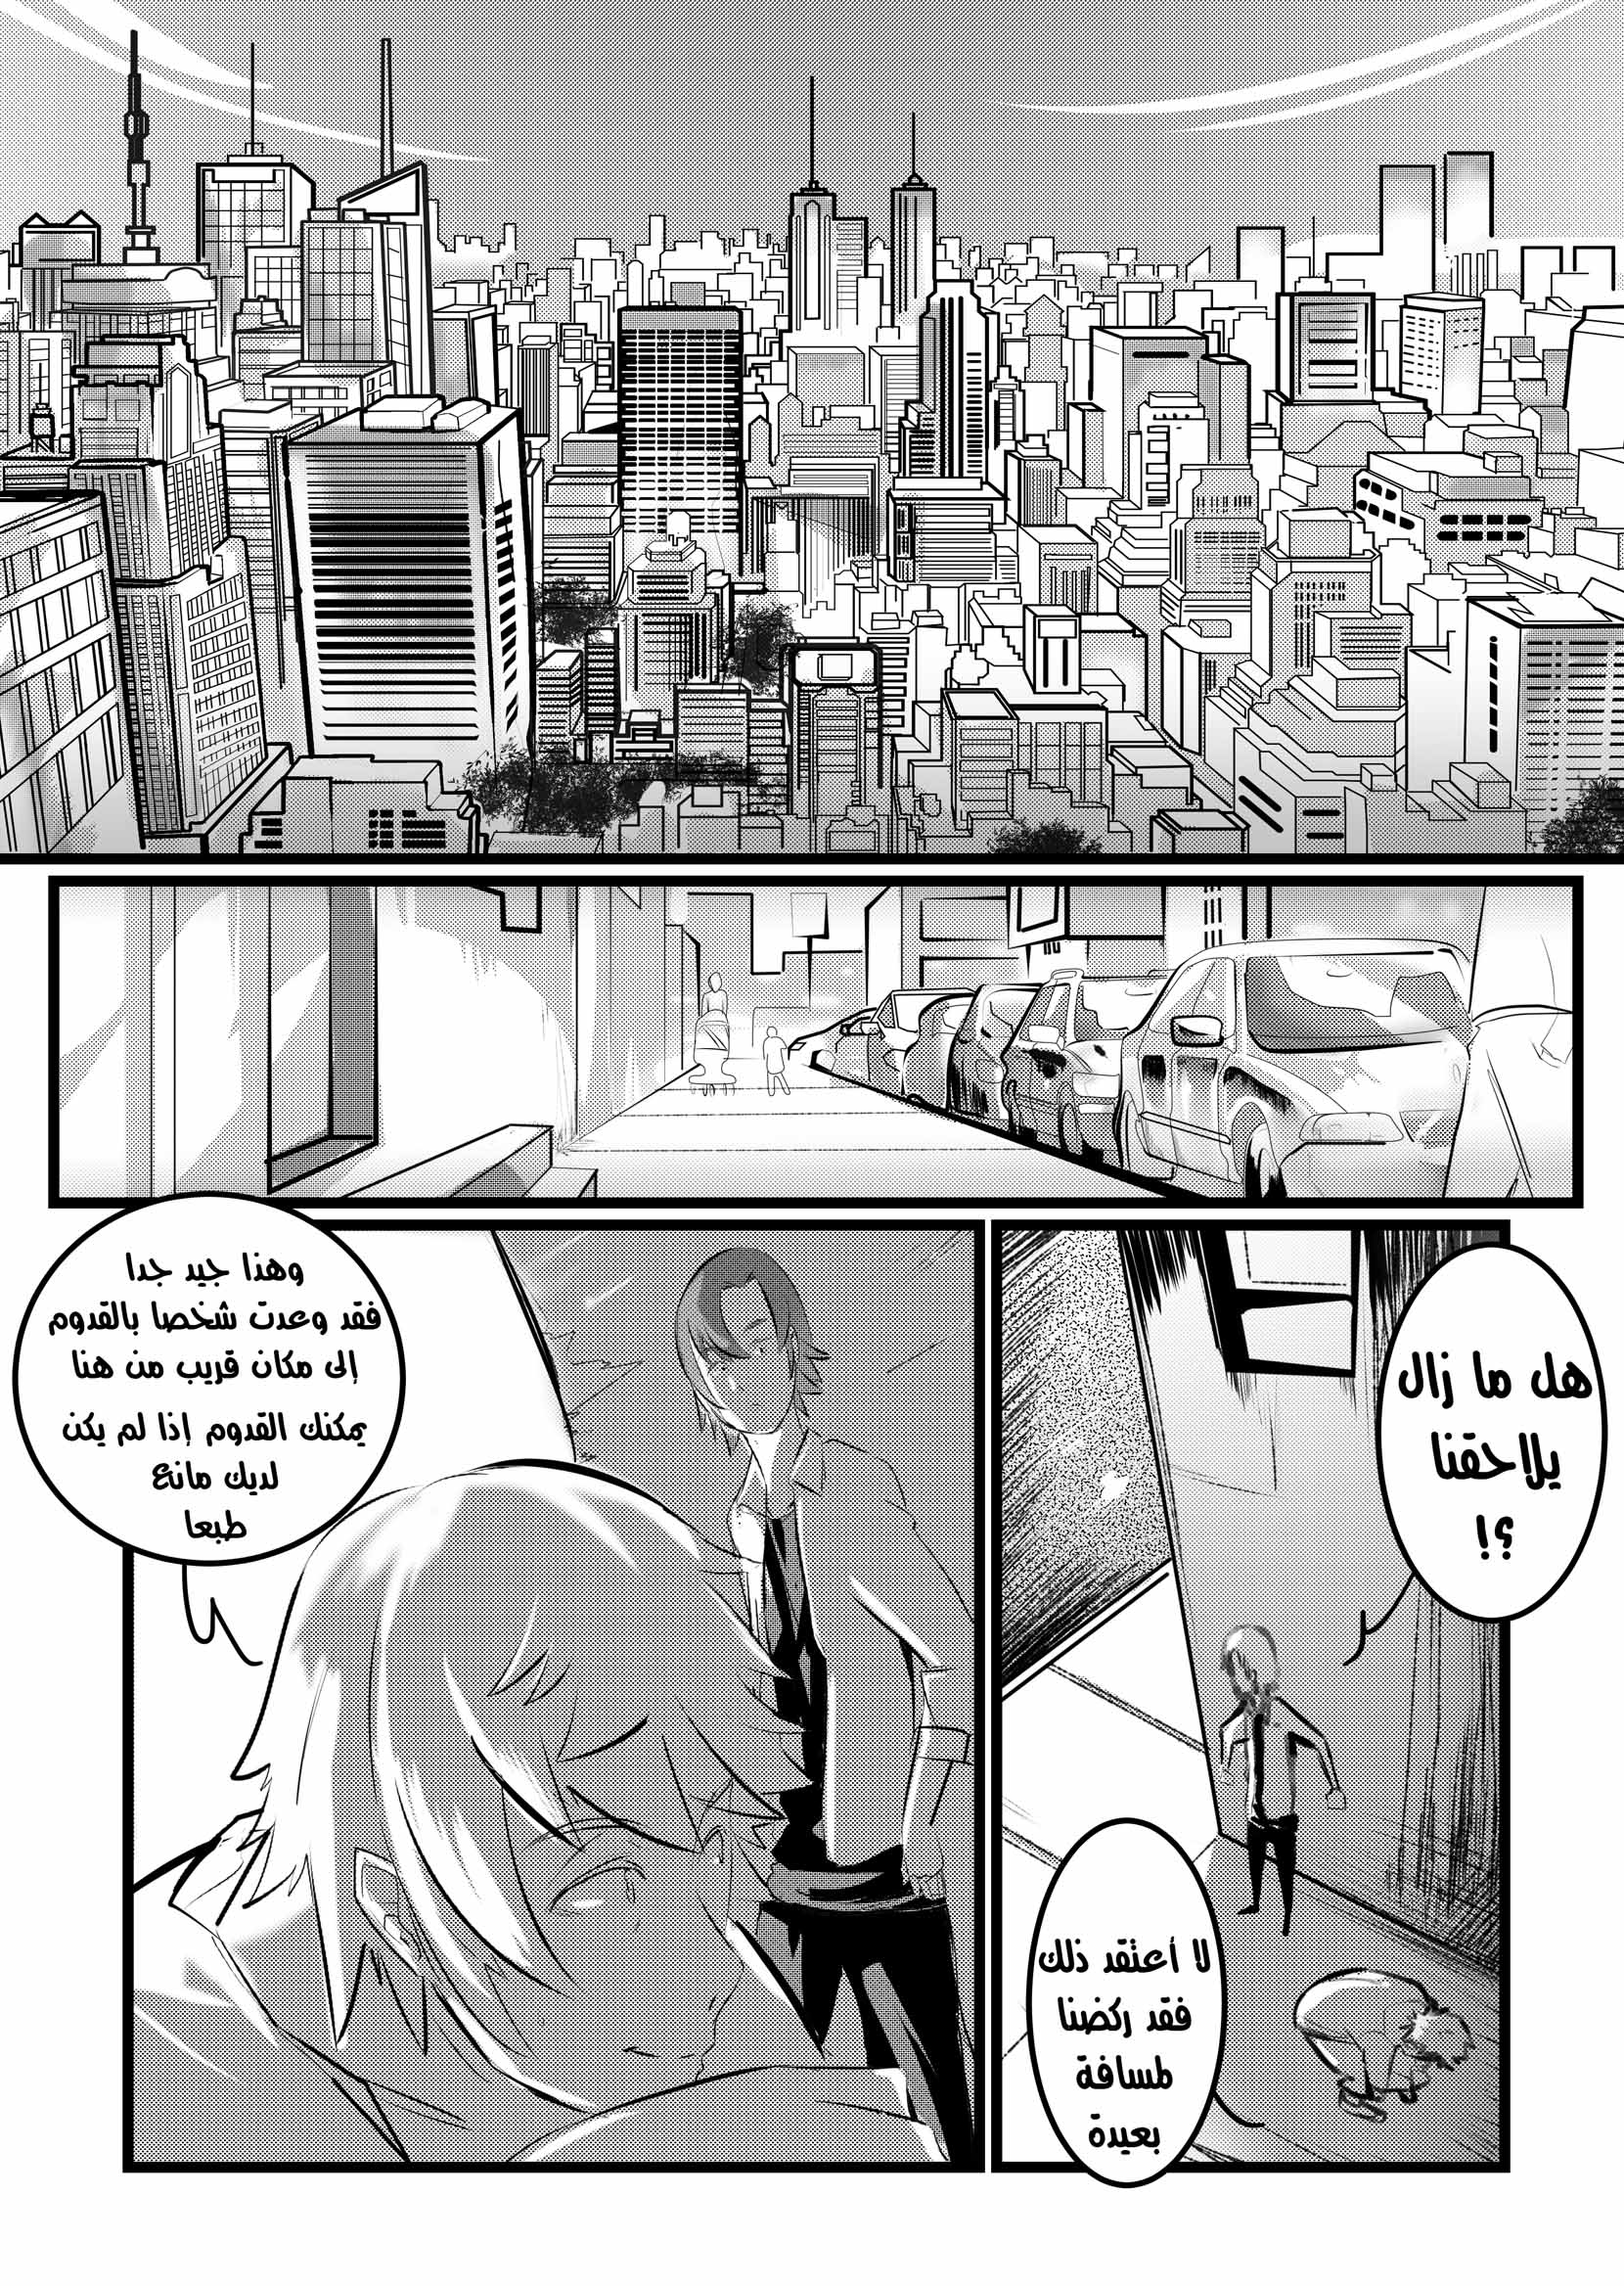 هل ما زال
يلاحقنا
؟!
لا أعتقد ذلك
فقد ركضنا
لمسافة
بعيدة
وهذا جيد جدا
فقد وعدت شخصا بالقدوم
إلى مكان قريب من هنا
يمكنك القدوم إذا لم يكن
لديك مانع
طبعا